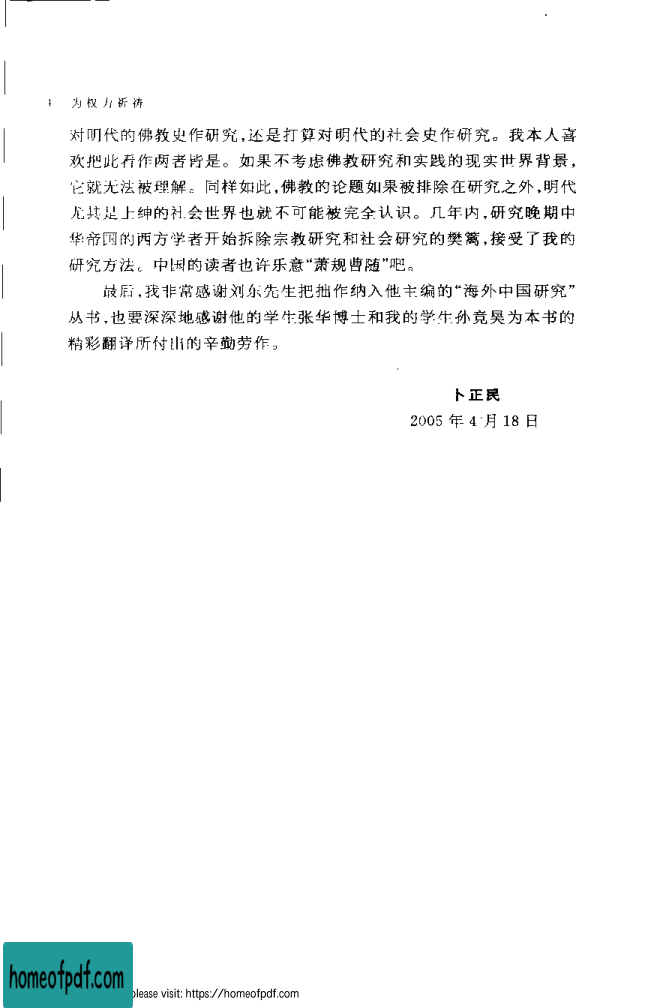 为权力祈祷
对明代的佛教史作研究,还是打算对明代的社会史作研究。我本人喜
欢把此看作两者皆是。如果不考虑佛教研究和实践的现实世界背景,
它就无法被理解。同样如此,佛教的论题如果被排除在研究之外,明代
尤其是士绅的社会世界也就不可能被完全认识。几年内,研究晚期中
华帝国的西方学者开始拆除宗教研究和社会研究的樊篱,接受了我的
研究方法。中国的读者也许乐意“萧规曹随”吧。
最后,我非常感谢刘东先生把拙作纳入他主编的“海外中国研究”
丛书,也要深深地感谢他的学生张华博士和我的学生孙竞昊为本书的
精彩翻译所付出的辛勤劳作。
卜正民
2005 年 4 月 18 日
homeofpdf.com
please visit: https://homeofpdf.com